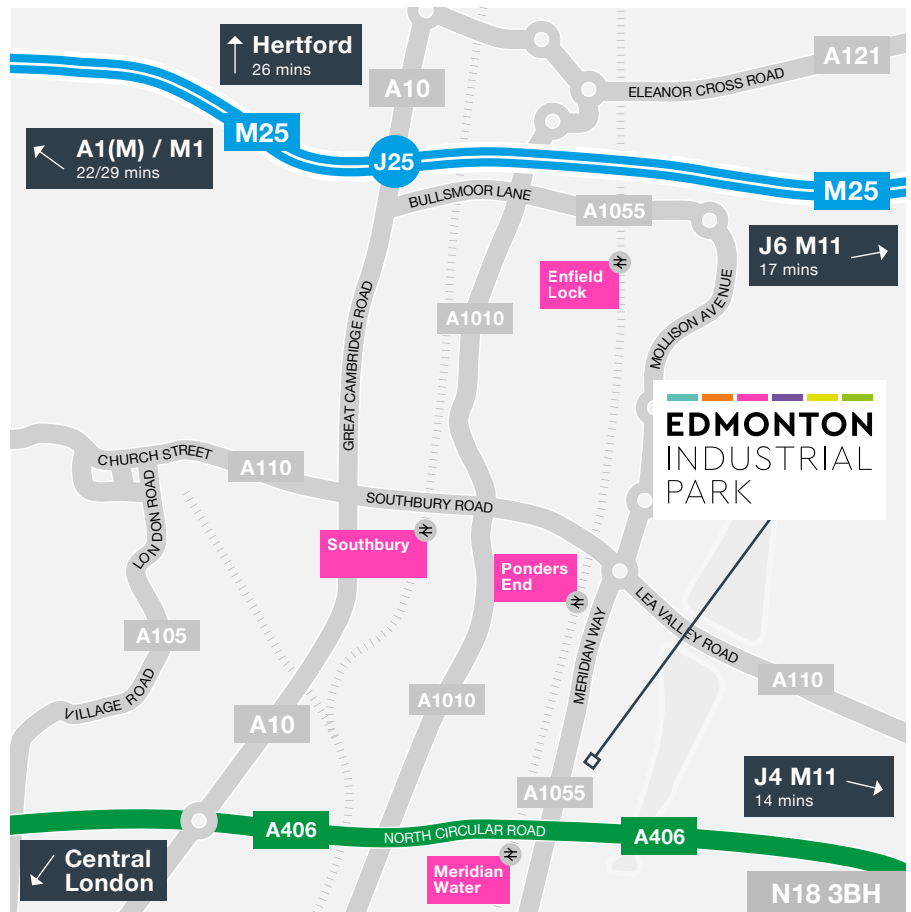 Hertford
26 mins
A10
A121
ELEANOR CROSS ROAD
M25
A1(M) / M1
22/29 mins
J25
BULLSMOOR LANE
A1055
M25
J6 M11
17 mins
Enfield
Lock
MOLLISON AVENUE
A1010
GREAT CAMBRIDGE ROAD
EDMONTON
INDUSTRIAL
PARK
CHURCH STREET
A110
LONDON ROAD
SOUTHBURY ROAD
Southbury
Ponders
End
LEA VALLEY ROAD
MERIDIAN WAY
A105
VILLAGE ROAD
A110
A1010
A10
J4 M11
14 mins
A1055
A406
NORTH CIRCULAR ROAD
A406
Central
London
Meridian
Water
N18 3BH